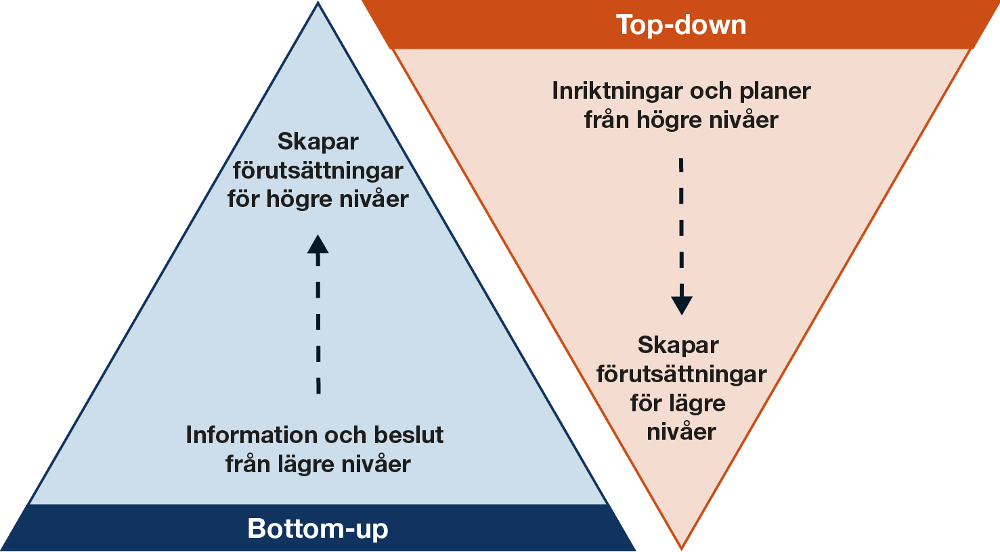 Skapar
förutsättningar
för högre nivåer
Information och beslut
från lägre nivåer
Bottom-up
Top-down
Inriktningar och planer
från högre nivåer
Skapar
förutsättningar
för lägre
nivåer